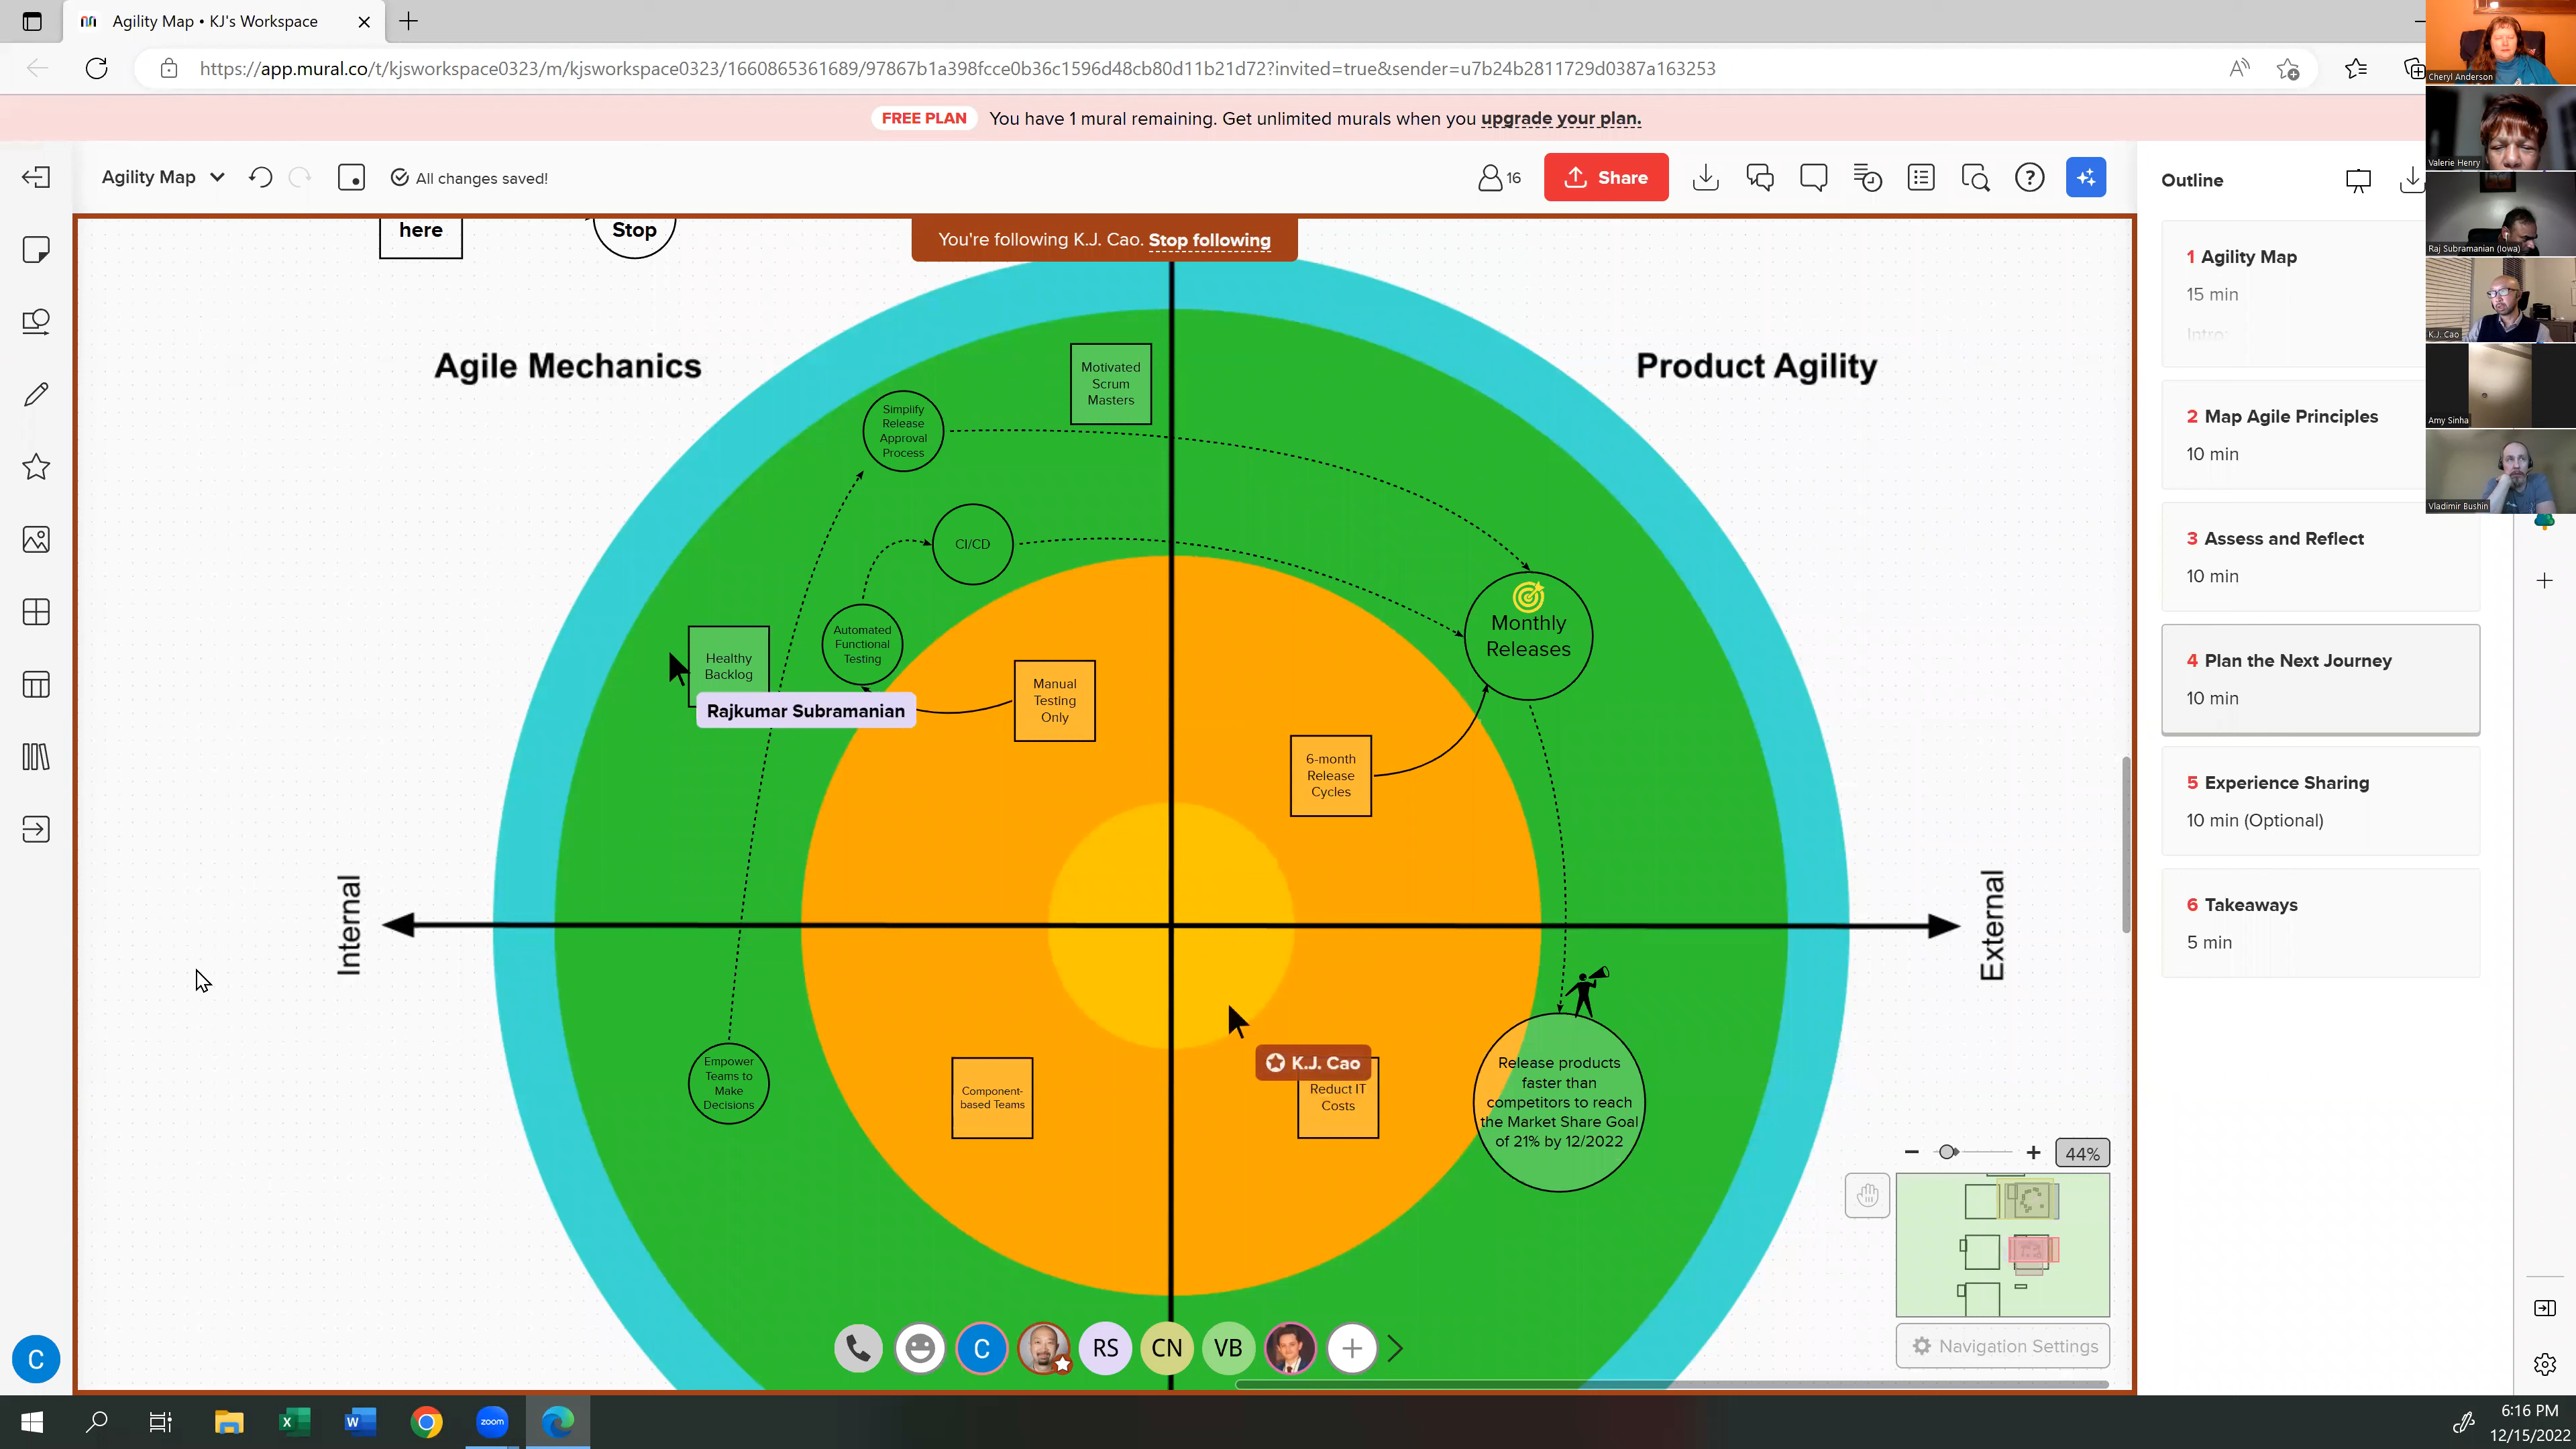 Agility Map • KJ's Workspace
https://app.mural.co/t/kjsworkspace0323/m/kjsworkspace0323/1660865361689/97867b1a398fcce0b36c1596d48cb80d11b21d72?invited=true&sender=u7b24b2811729d0387a163253
FREE PLAN You have 1 mural remaining. Get unlimited murals when you upgrade your plan.
Agility Map
All changes saved!
16
Share
You're following K.J. Cao. Stop following
here
Stop
Agile Mechanics
Product Agility
Motivated
Scrum
Masters
Simplify
Release
Approval
Process
CI/CD
Automated
Functional
Testing
Healthy
Backlog
Rajkumar Subramanian
Manual
Testing
Only
Monthly
Releases
6-month
Release
Cycles
Internal
External
Empower
Teams to
Make
Decisions
Component-
based Teams
K.J. Cao
Reduct IT
Costs
Release products
faster than
competitors to reach
the Market Share Goal
of 21% by 12/2022
44%
Navigation Settings
C
C
RS
CN
VB
Outline
1 Agility Map
15 min
Intro:
2 Map Agile Principles
10 min
3 Assess and Reflect
10 min
4 Plan the Next Journey
10 min
5 Experience Sharing
10 min (Optional)
6 Takeaways
5 min
Cheryl Anderson
Valerie Henry
Raj Subramanian (Iowa)
K.J. Cao
Amy Sinha
Vladimir Bushin
zoom
6:16 PM
12/15/2022